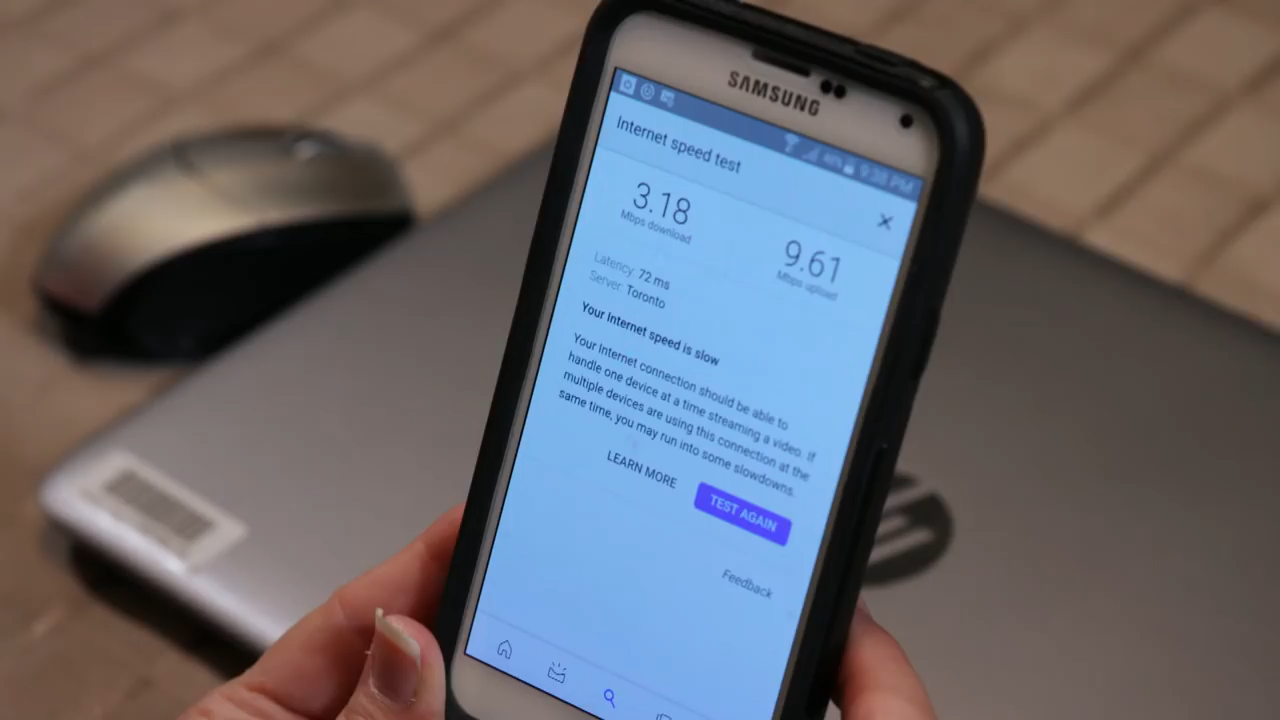 SAMSUNG
9:38 PM
Internet speed test
3.18
Mbps download
9.61
Mbps upload
Latency: 72 ms
Server: Toronto
Your Internet speed is slow
Your Internet connection should be able to
handle one device at a time streaming a video. If
multiple devices are using this connection at the
same time, you may run into some slowdowns.
LEARN MORE
TEST AGAIN
Feedback